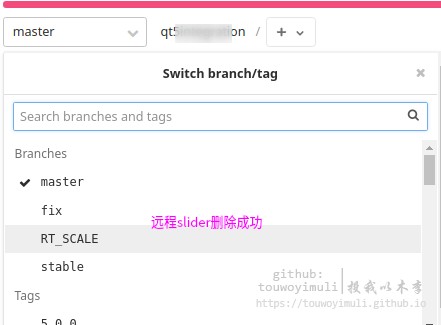 master
qt5 on / +
Switch branch/tag
×
Search branches and tags
Branches
master
fix
远程slider删除成功
RT_SCALE
stable
Tags
5.0.0
github:
touwoyimuli
投我以木李
https://touwoyimuli.github.io